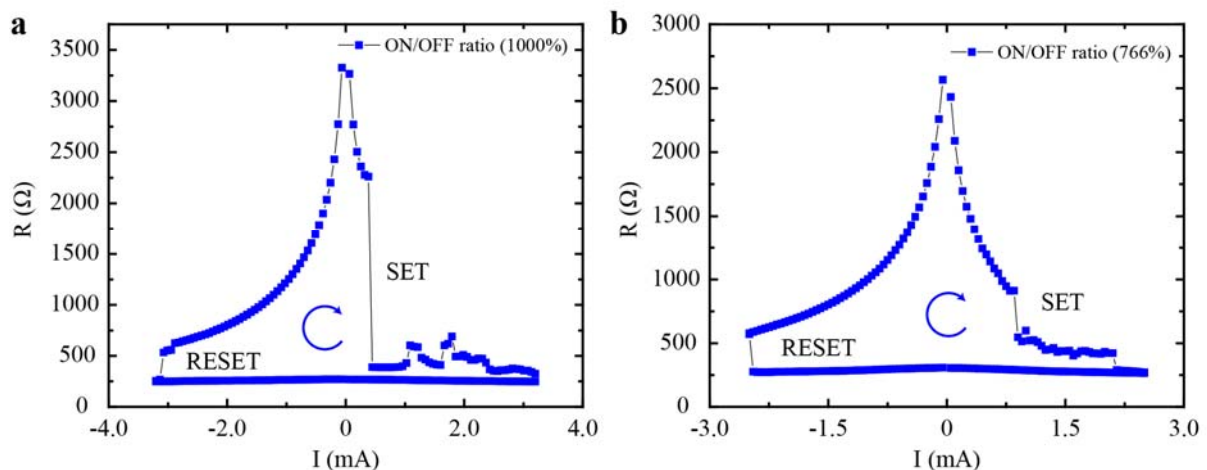 a
ON/OFF ratio (1000%)
3500
3000
2500
2000
1500
1000
500
0
R (Ω)
SET
RESET
-4.0
-2.0
0
2.0
4.0
I (mA)
b
ON/OFF ratio (766%)
3000
2500
2000
1500
1000
500
0
R (Ω)
SET
RESET
-3.0
-1.5
0
1.5
3.0
I (mA)